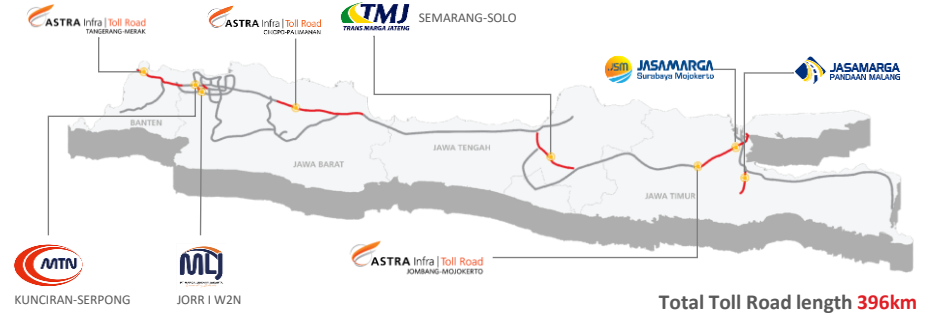 ASTRA Infra | Toll Road
TANGERANG-MERAK
ASTRA Infra | Toll Road
CIKOPO-PALIMANAN
TMJ
TRANS MARGA JATENG
SEMARANG-SOLO
JSM
JASAMARGA
Surabaya Mojokerto
JASAMARGA
PANDAAN MALANG
BANTEN
JAWA BARAT
JAWA TENGAH
JAWA TIMUR
MTN
KUNCIRAN-SERPONG
MLJ
JORR I W2N
ASTRA Infra | Toll Road
JOMBANG-MOJOKERTO
Total Toll Road length 396km